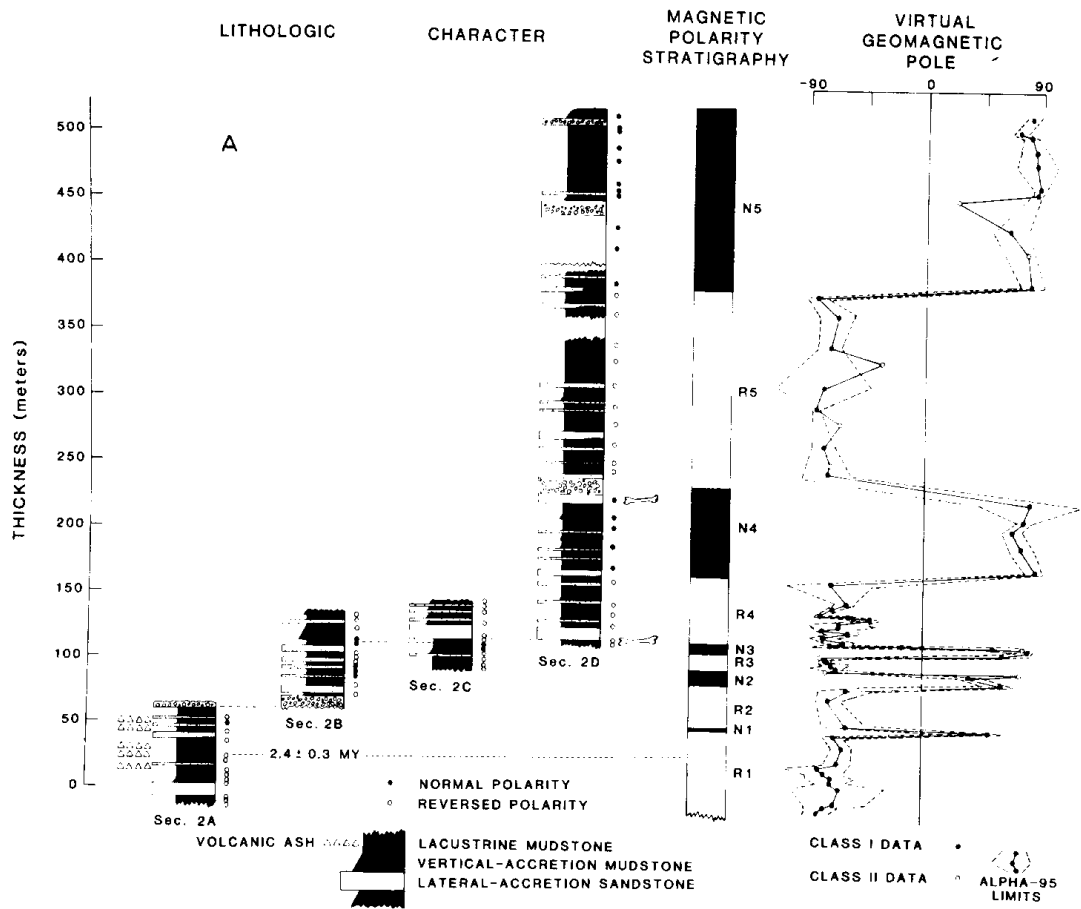 LITHOLOGIC CHARACTER
MAGNETIC
POLARITY
STRATIGRAPHY
VIRTUAL
GEOMAGNETIC
POLE
-90 0 90
A
THICKNESS (meters)
500
450
400
350
300
250
200
150
100
50
0
N5
R5
N4
R4
N3
R3
N2
R2
N1
R1
Sec. 2D
Sec. 2C
Sec. 2B
Sec. 2A
2.4 ± 0.3 MY
NORMAL POLARITY
REVERSED POLARITY
VOLCANIC ASH
LACUSTRINE MUDSTONE
VERTICAL-ACCRETION MUDSTONE
LATERAL-ACCRETION SANDSTONE
CLASS I DATA
CLASS II DATA
ALPHA-95
LIMITS